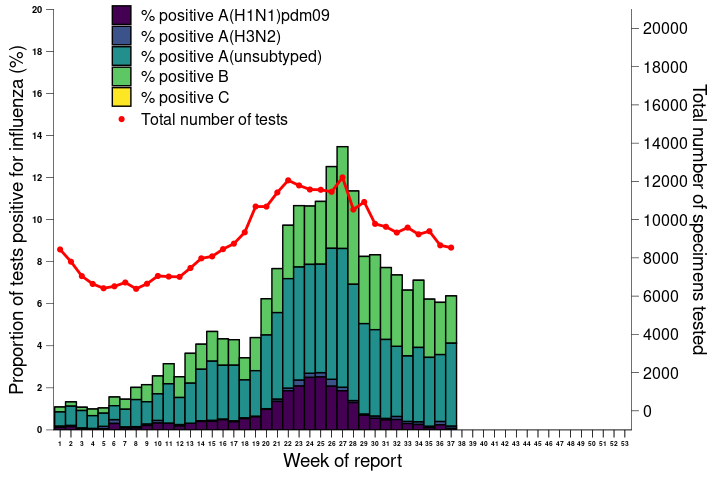 % positive A(H1N1)pdm09
% positive A(H3N2)
% positive A(unsubtyped)
% positive B
% positive C
Total number of tests
Proportion of tests positive for influenza (%)
20
18
16
14
12
10
8
6
4
2
0
20000
18000
16000
14000
12000
10000
8000
6000
4000
2000
0
Total number of specimens tested
1 2 3 4 5 6 7 8 9 10 11 12 13 14 15 16 17 18 19 20 21 22 23 24 25 26 27 28 29 30 31 32 33 34 35 36 37 38 39 40 41 42 43 44 45 46 47 48 49 50 51 52 53
Week of report